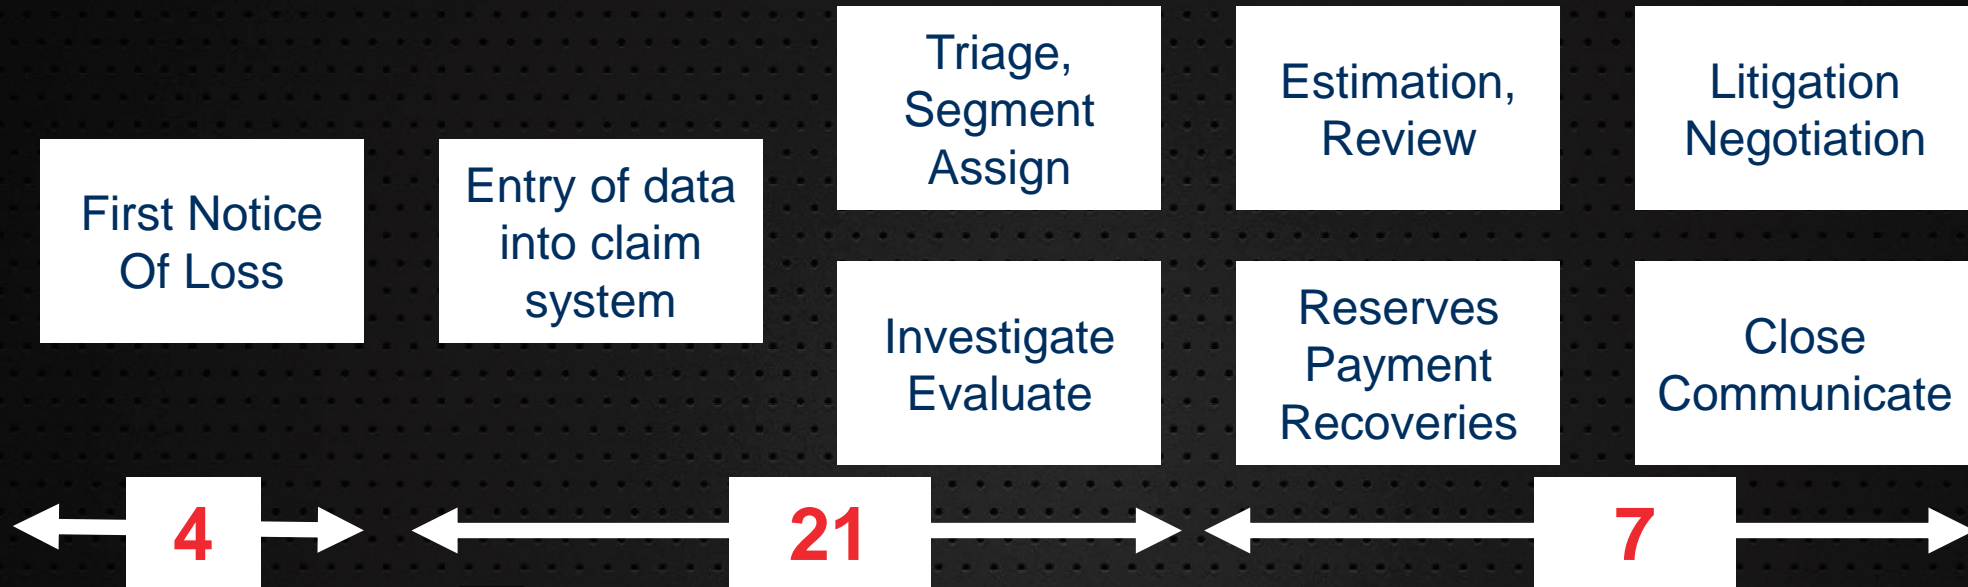 First Notice
Of Loss
Entry of data
into claim
system
Triage,
Segment
Assign
Investigate
Evaluate
Estimation,
Review
Reserves
Payment
Recoveries
Litigation
Negotiation
Close
Communicate
4
21
7